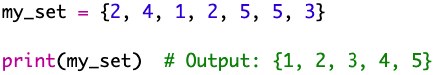 my_set = {2, 4, 1, 2, 5, 5, 3}
print(my_set)  # Output: {1, 2, 3, 4, 5}